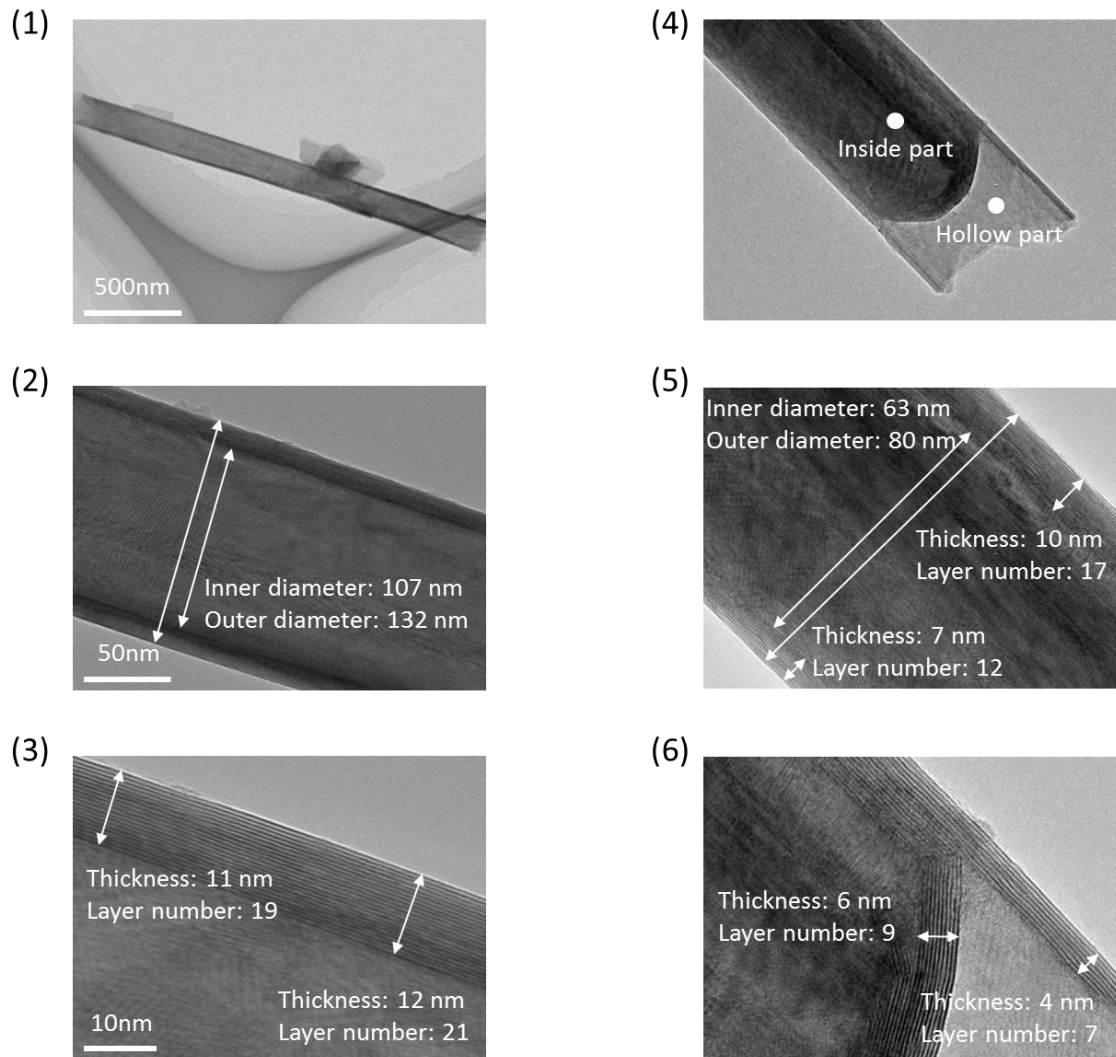 (1)
500nm
(2)
Inner diameter: 107 nm
Outer diameter: 132 nm
50nm
(3)
Thickness: 11 nm
Layer number: 19
Thickness: 12 nm
Layer number: 21
10nm
(4)
Inside part
Hollow part
(5)
Inner diameter: 63 nm
Outer diameter: 80 nm
Thickness: 10 nm
Layer number: 17
Thickness: 7 nm
Layer number: 12
(6)
Thickness: 6 nm
Layer number: 9
Thickness: 4 nm
Layer number: 7